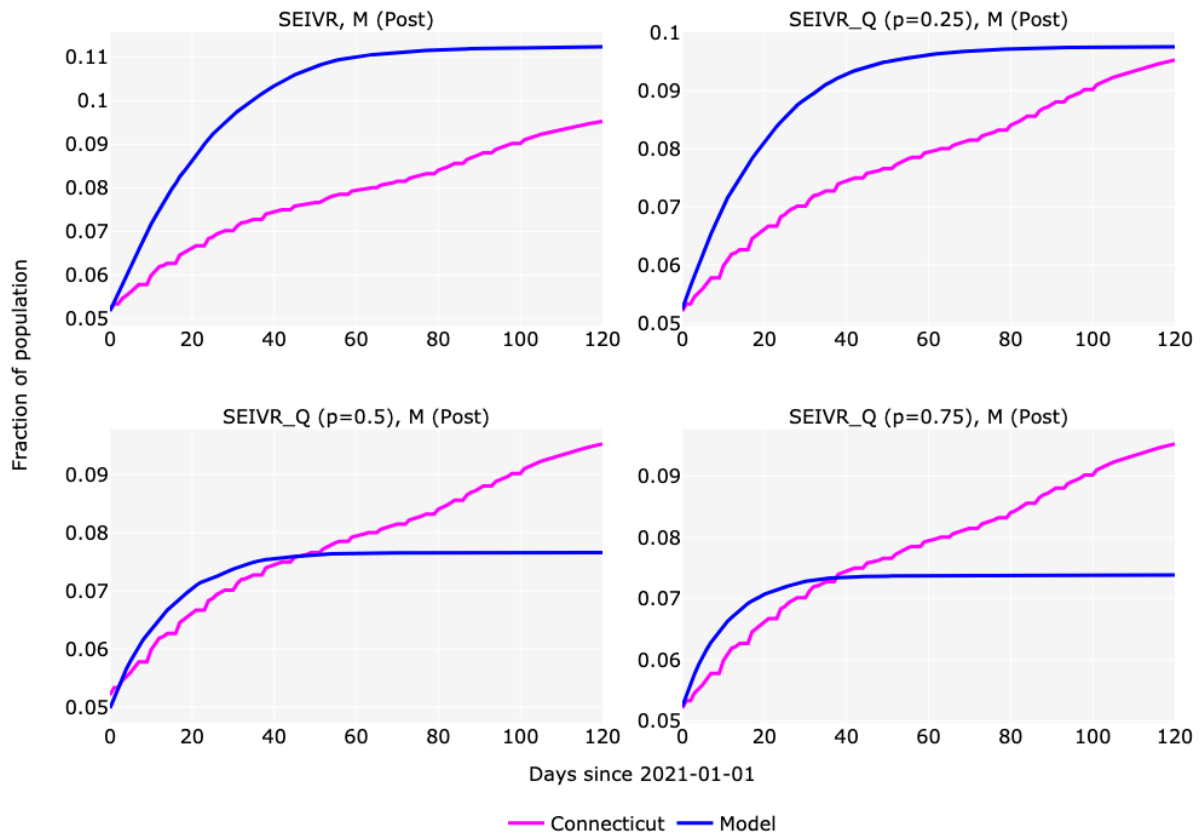 SEIVR, M (Post)
SEIVR_Q (p=0.25), M (Post)
0.11
0.1
0.09
0.08
0.07
0.06
0.05
0 20 40 60 80 100 120
0.1
0.09
0.08
0.07
0.06
0.05
0 20 40 60 80 100 120
Fraction of population
SEIVR_Q (p=0.5), M (Post)
SEIVR_Q (p=0.75), M (Post)
0.09
0.08
0.07
0.06
0.05
0 20 40 60 80 100 120
0.09
0.08
0.07
0.06
0.05
0 20 40 60 80 100 120
Days since 2021-01-01
Connecticut
Model